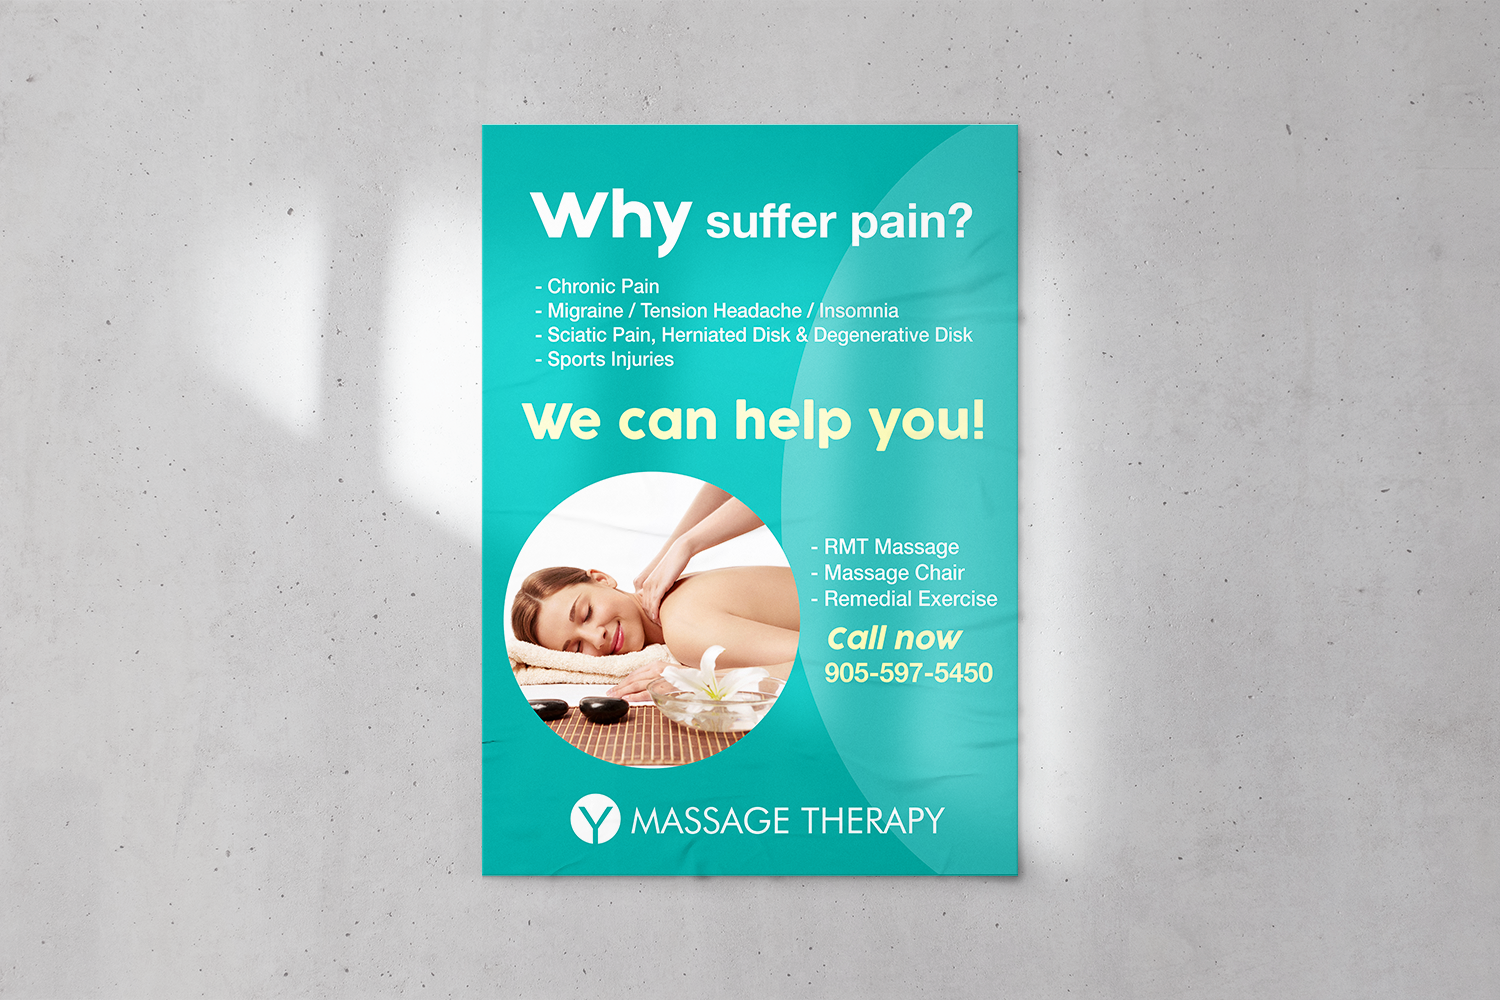 Why suffer pain?
- Chronic Pain
- Migraine / Tension Headache / Insomnia
- Sciatic Pain, Herniated Disk & Degenerative Disk
- Sports Injuries
We can help you!
- RMT Massage
- Massage Chair
- Remedial Exercise
Call now
905-597-5450
Y MASSAGE THERAPY